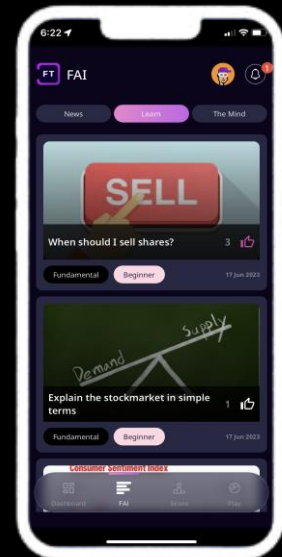 6:22
FT FAI 1
News Learn The Mind
SELL
When should I sell shares? 3
Fundamental Beginner 17 Jun 2023
Demand Supply
Explain the stockmarket in simple
terms 1
Fundamental Beginner 17 Jun 2023
Consumer Sentiment Index
Dashboard FAI Score Play